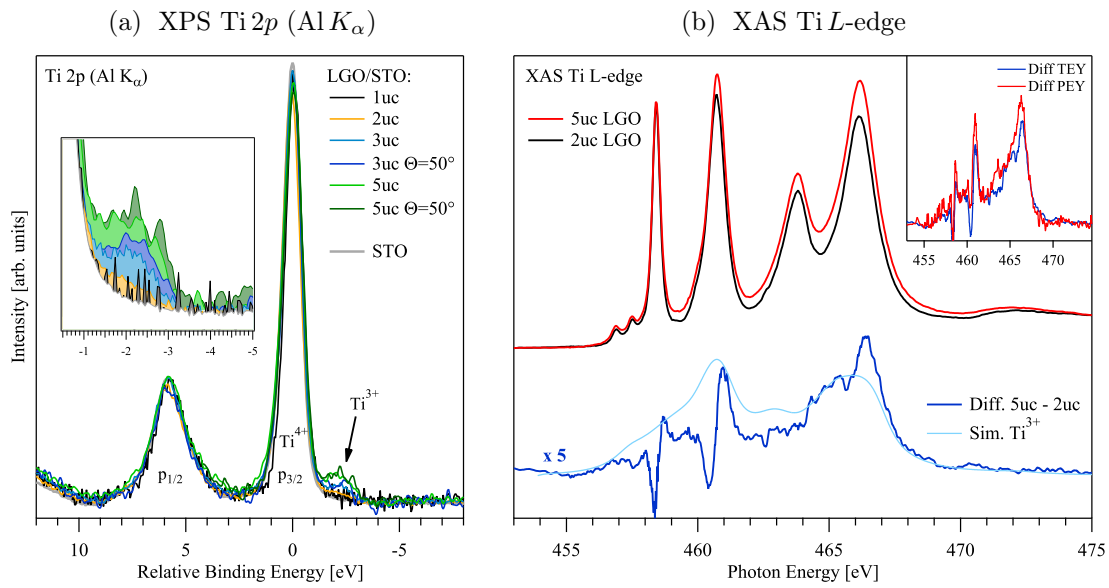 (a) XPS Ti 2p (Al Kα)
Ti 2p (Al Kα)
LGO/STO:
1uc
2uc
3uc
3uc Θ=50°
5uc
5uc Θ=50°
STO
-1 -2 -3 -4 -5
Ti3+
Ti4+
p1/2
p3/2
Intensity [arb. units]
10 5 0 -5
Relative Binding Energy [eV]
(b) XAS Ti L-edge
XAS Ti L-edge
5uc LGO
2uc LGO
Diff TEY
Diff PEY
455 460 465 470
Diff. 5uc - 2uc
Sim. Ti3+
x 5
455 460 465 470 475
Photon Energy [eV]